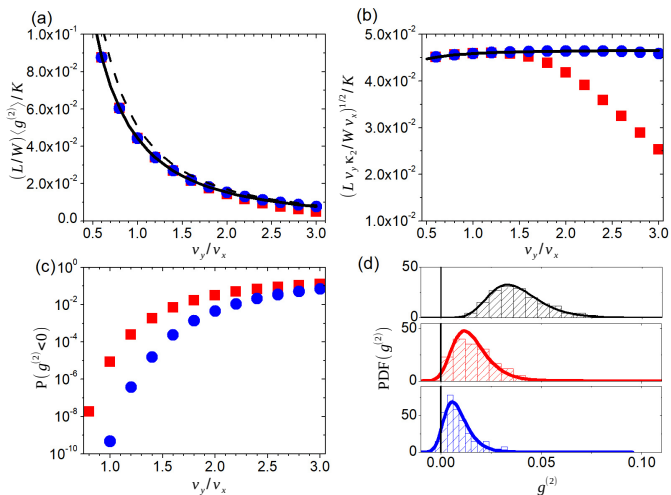 (a)
(L/W)⟨g⁽²⁾⟩/K
1.0x10⁻¹
8.0x10⁻²
6.0x10⁻²
4.0x10⁻²
2.0x10⁻²
0.0
0.5 1.0 1.5 2.0 2.5 3.0
v_y/v_x
(b)
(L v_y κ₂/W v_x)^{1/2}/K
5.0x10⁻²
4.0x10⁻²
3.0x10⁻²
2.0x10⁻²
1.0x10⁻²
0.5 1.0 1.5 2.0 2.5 3.0
v_y/v_x
(c)
P(g⁽²⁾<0)
10⁰
10⁻²
10⁻⁴
10⁻⁶
10⁻⁸
10⁻¹⁰
1.0 1.5 2.0 2.5 3.0
v_y/v_x
(d)
PDF(g⁽²⁾)
50
0
50
0
50
0
0.00 0.05 0.10
g⁽²⁾